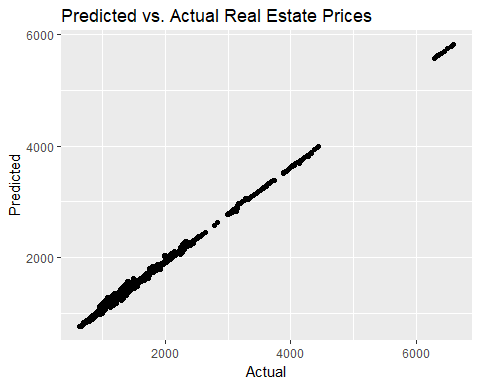 Predicted vs. Actual Real Estate Prices
6000
4000
2000
Predicted
2000 4000 6000
Actual